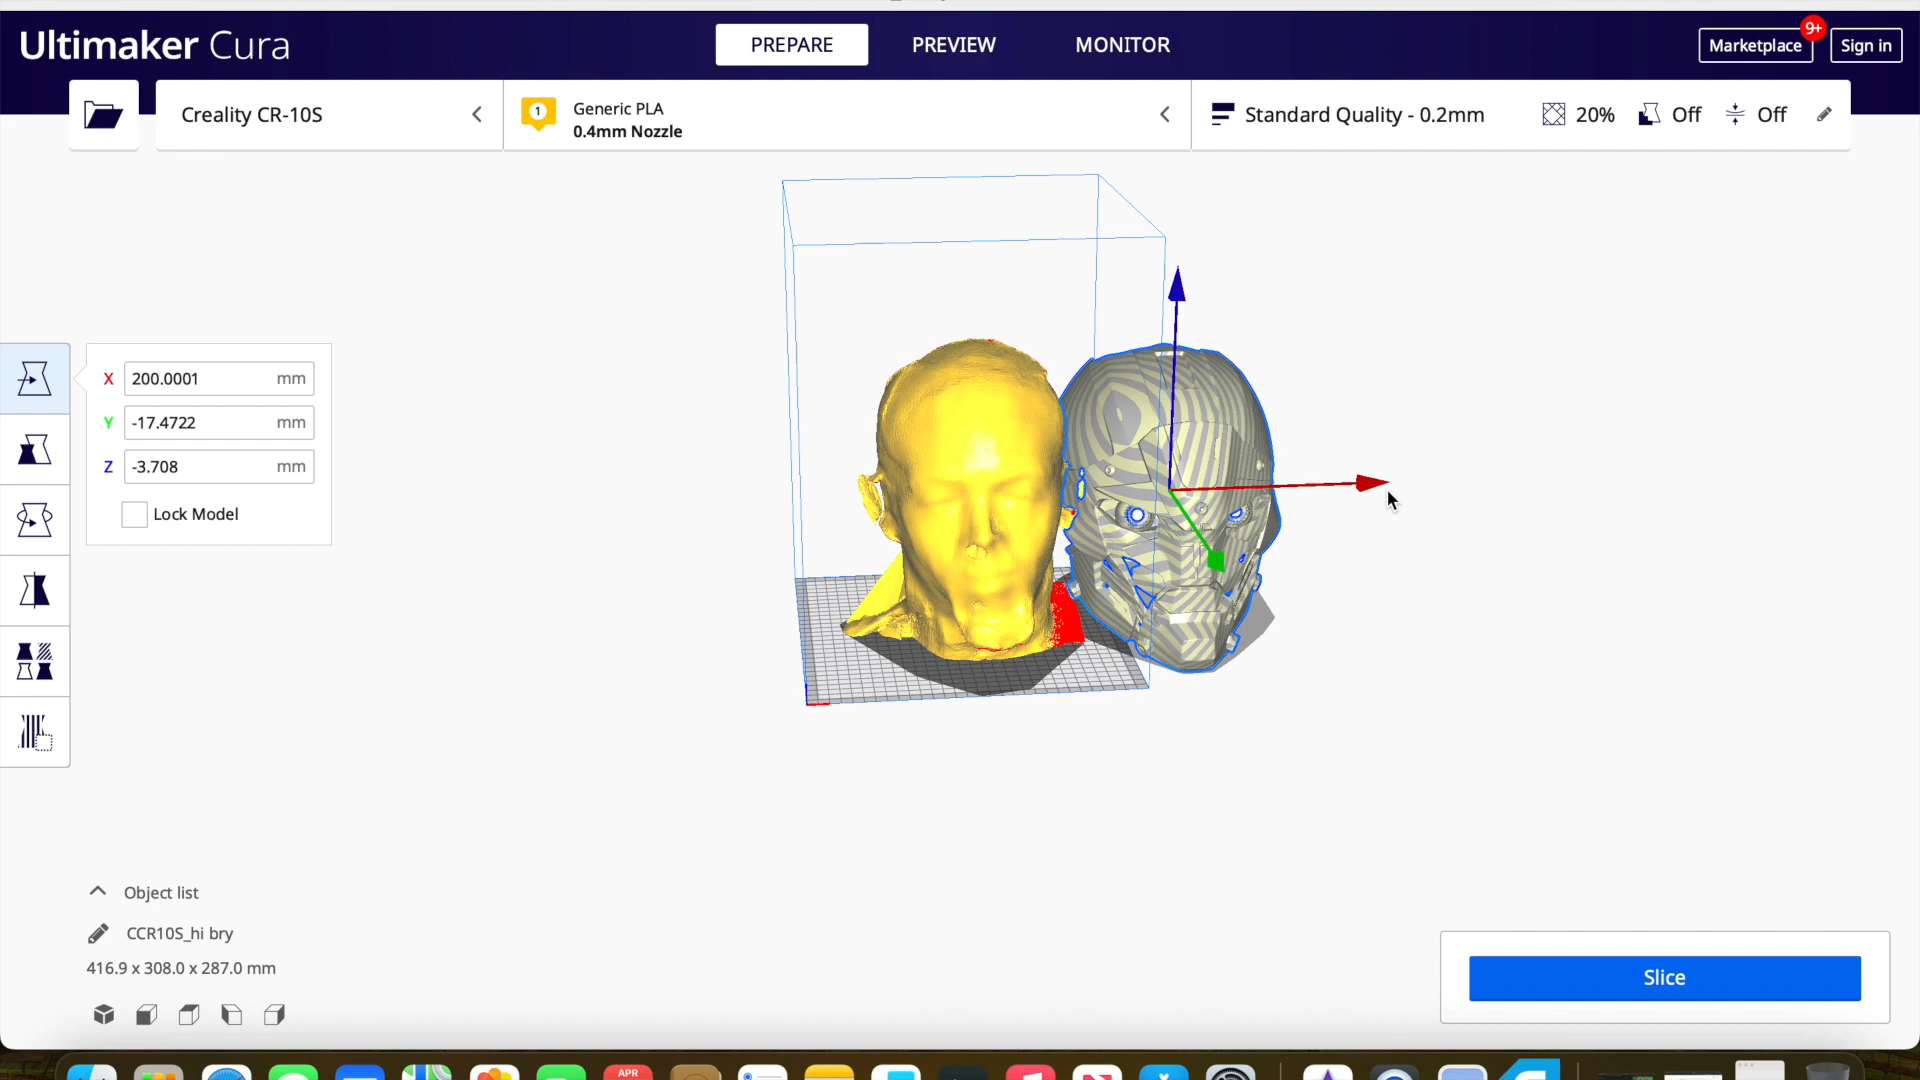 Ultimaker Cura
PREPARE
PREVIEW
MONITOR
Marketplace
9+
Sign in
Creality CR-10S
1
Generic PLA
0.4mm Nozzle
Standard Quality - 0.2mm
20%
Off
Off
X 200.0001 mm
Y -17.4722 mm
Z -3.708 mm
Lock Model
Object list
CCR10S_hi bry
416.9 x 308.0 x 287.0 mm
Slice
APR